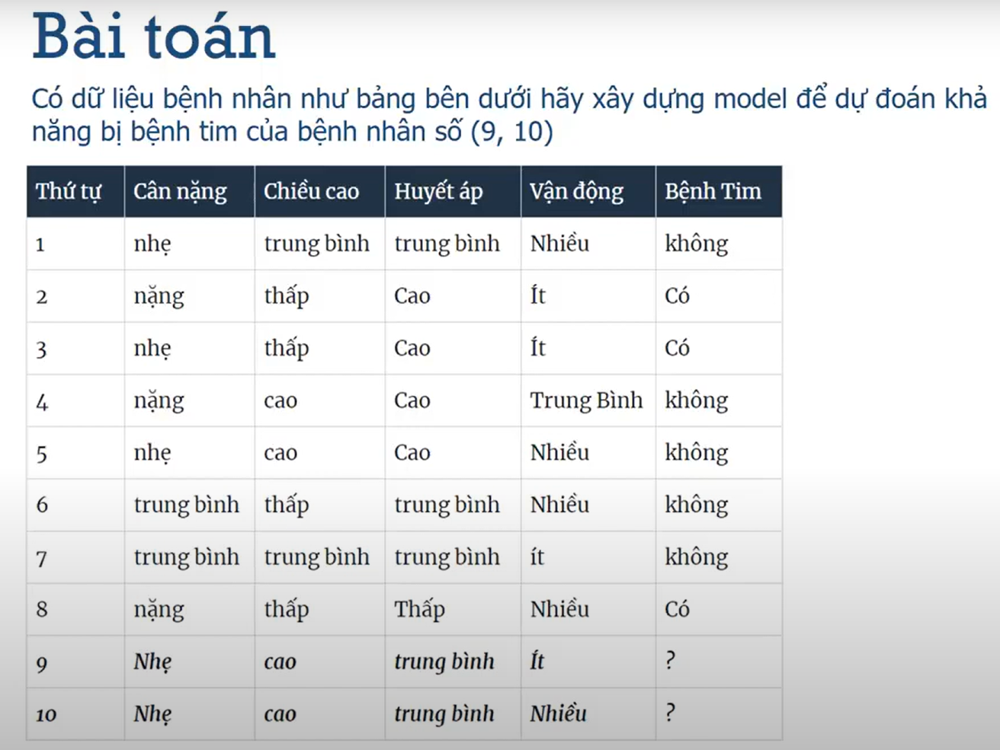 Bài toán
Có dữ liệu bệnh nhân như bảng bên dưới hãy xây dựng model để dự đoán khả
năng bị bệnh tim của bệnh nhân số (9, 10)
Thứ tự Cân nặng Chiều cao Huyết áp Vận động Bệnh Tim
1 nhẹ trung bình trung bình Nhiều không
2 nặng thấp Cao Ít Có
3 nhẹ thấp Cao Ít Có
4 nặng cao Cao Trung Bình không
5 nhẹ cao Cao Nhiều không
6 trung bình thấp trung bình Nhiều không
7 trung bình trung bình trung bình ít không
8 nặng thấp Thấp Nhiều Có
9 Nhẹ cao trung bình Ít ?
10 Nhẹ cao trung bình Nhiều ?